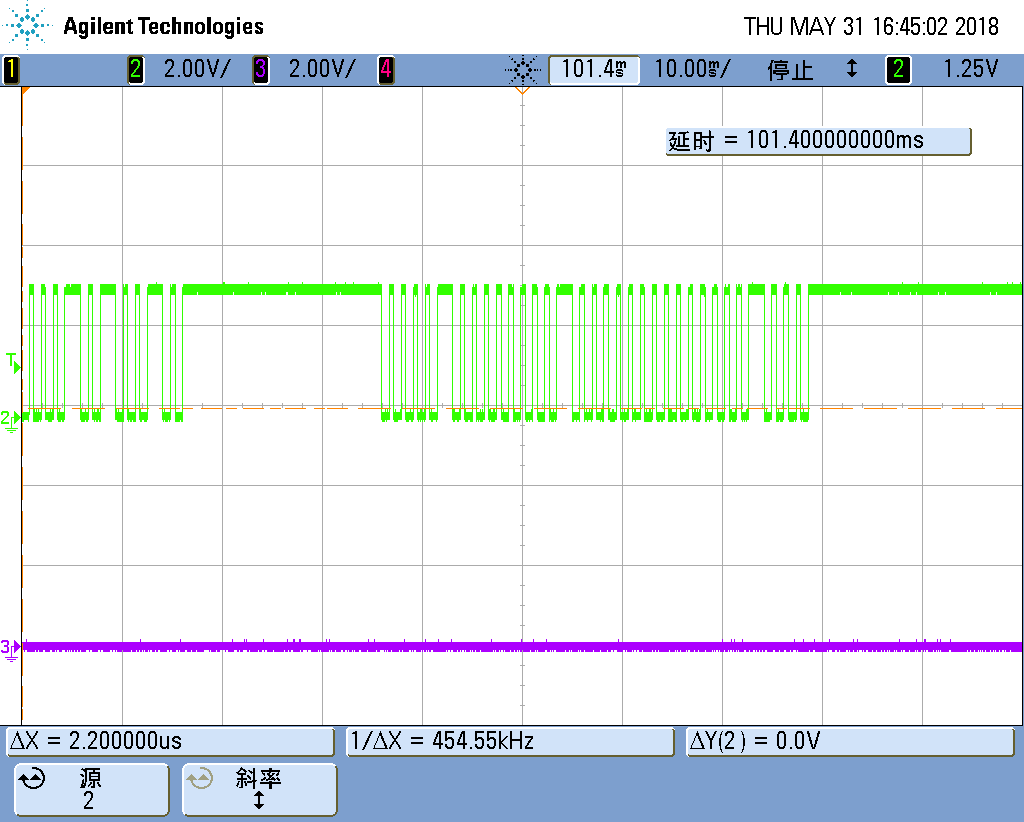 Agilent Technologies THU MAY 31 16:45:02 2018
1 2 2.00V/ 3 2.00V/ 4 101.4ms 10.00ms/ 停止 ↕ 2 1.25V
延时 = 101.400000000ms
T
2
3
ΔX = 2.200000us 1/ΔX = 454.55kHz ΔY(2) = 0.0V
源 斜率
2 ↕